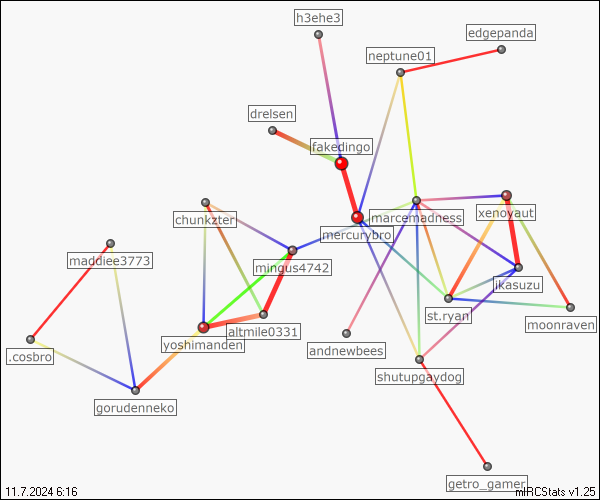 h3ehe3
edgepanda
neptune01
drelsen
fakedingo
chunkzter
mercurybro
marcemadness
xenoyaut
maddiee3773
mingus4742
ikasuzu
st.ryan
moonraven
altmile0331
yoshimanden
andnewbees
.cosbro
shutupgaydog
gorudenneko
getro_gamer
11.7.2024 6:16
mIRCStats v1.25